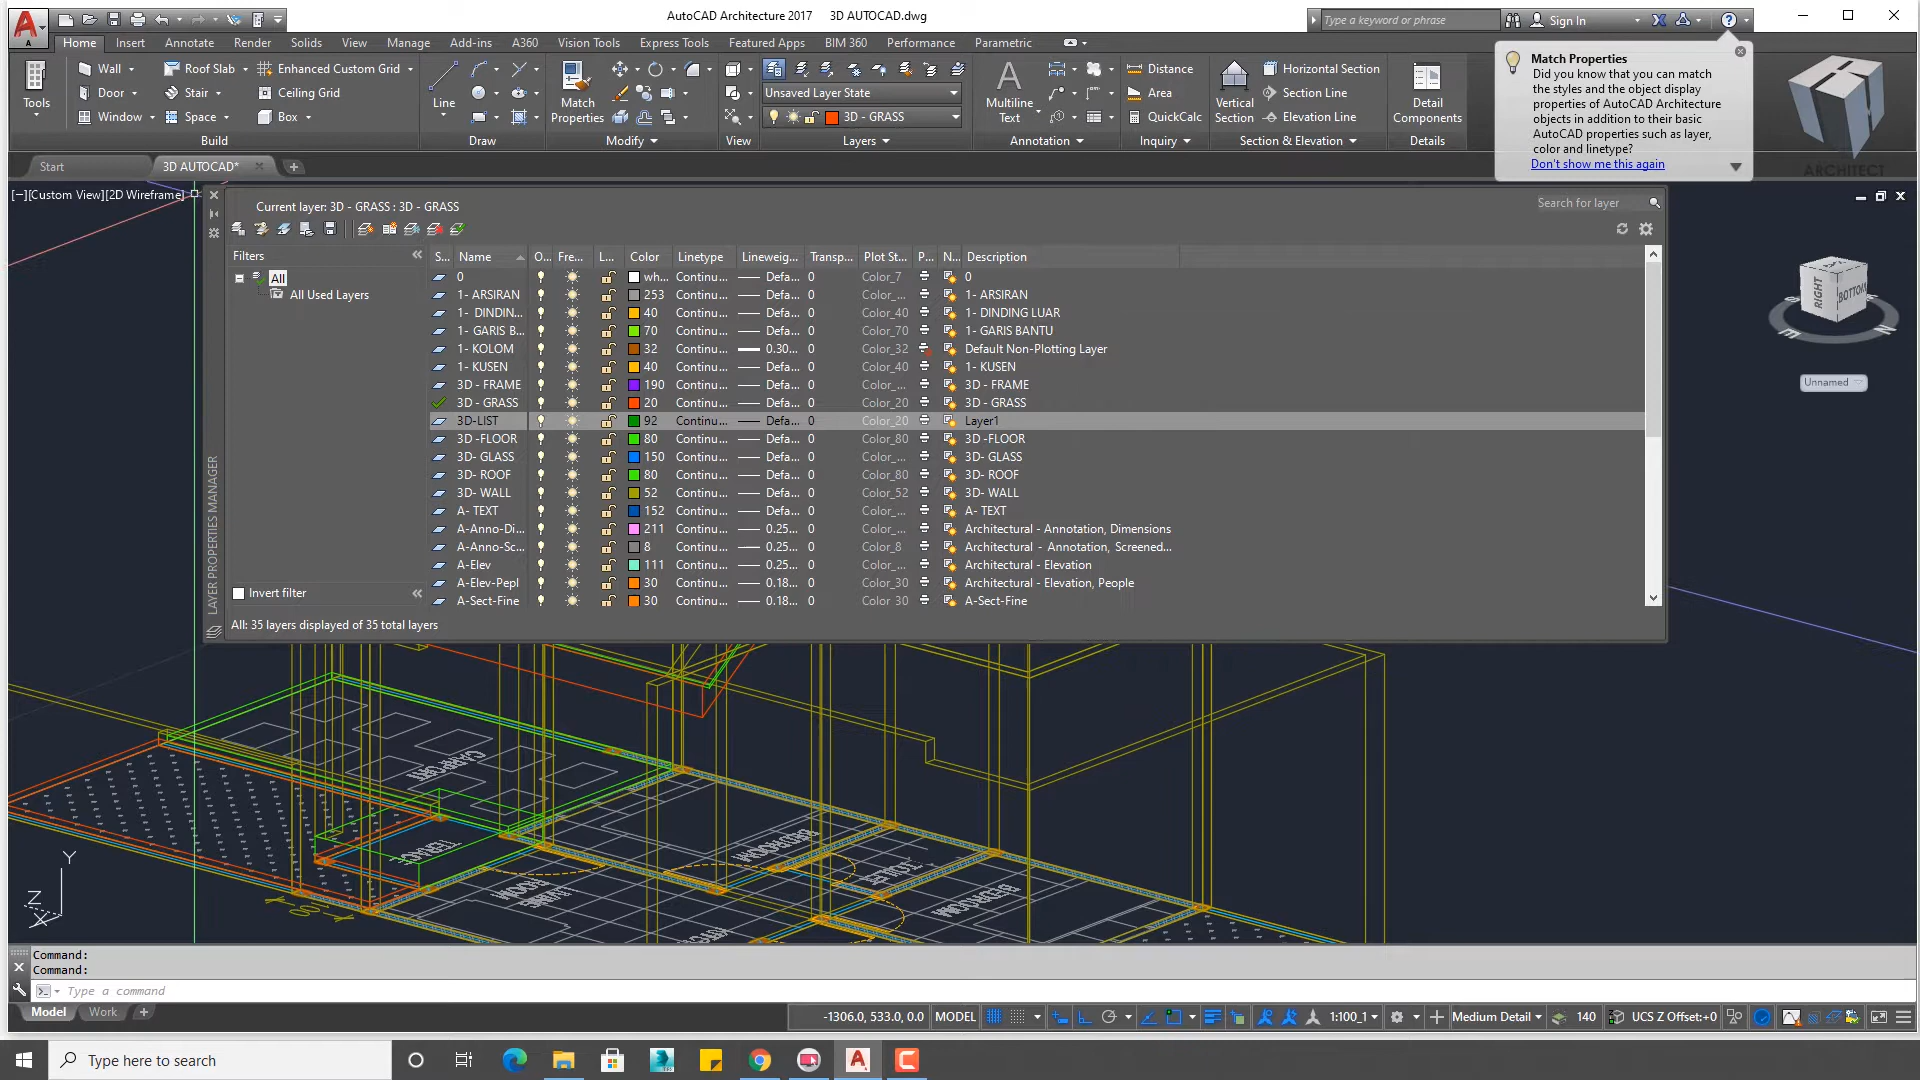 AutoCAD Architecture 2017 3D AUTOCAD.dwg
Type a keyword or phrase
Sign In
Home Insert Annotate Render Solids View Manage Add-ins A360 Vision Tools Express Tools Featured Apps BIM 360 Performance Parametric
Tools
Wall
Door
Window
Roof Slab
Stair
Space
Enhanced Custom Grid
Ceiling Grid
Box
Build
Line
Draw
Match
Properties
Modify
View
Unsaved Layer State
3D - GRASS
Layers
Multiline
Text
Annotation
Distance
Area
QuickCalc
Inquiry
Vertical
Section
Horizontal Section
Section Line
Elevation Line
Section & Elevation
Detail
Components
Details
Match Properties
Did you know that you can match
the styles and the object display
properties of AutoCAD Architecture
objects in addition to their basic
AutoCAD properties such as layer,
color and linetype?
Don't show me this again
ARCHITECT
Start
3D AUTOCAD*
[−][Custom View][2D Wireframe]
Current layer: 3D - GRASS : 3D - GRASS
Search for layer
Filters
All
All Used Layers
Invert filter
All: 35 layers displayed of 35 total layers
LAYER PROPERTIES MANAGER
S... Name O... Fre... L... Color Linetype Lineweig... Transp... Plot St... P... N... Description
0 wh... Continu... Defa... 0 Color_7 0
1- ARSIRAN 253 Continu... Defa... 0 Color_... 1- ARSIRAN
1- DINDIN... 40 Continu... Defa... 0 Color_40 1- DINDING LUAR
1- GARIS B... 70 Continu... Defa... 0 Color_70 1- GARIS BANTU
1- KOLOM 32 Continu... 0.30... 0 Color_32 Default Non-Plotting Layer
1- KUSEN 40 Continu... Defa... 0 Color_40 1- KUSEN
3D - FRAME 190 Continu... Defa... 0 Color_... 3D - FRAME
3D - GRASS 20 Continu... Defa... 0 Color_20 3D - GRASS
3D-LIST 92 Continu... Defa... 0 Color_20 Layer1
3D -FLOOR 80 Continu... Defa... 0 Color_80 3D -FLOOR
3D- GLASS 150 Continu... Defa... 0 Color_... 3D- GLASS
3D- ROOF 80 Continu... Defa... 0 Color_80 3D- ROOF
3D- WALL 52 Continu... Defa... 0 Color_52 3D- WALL
A- TEXT 152 Continu... Defa... 0 Color_... A- TEXT
A-Anno-Di... 211 Continu... 0.25... 0 Color_... Architectural - Annotation, Dimensions
A-Anno-Sc... 8 Continu... 0.25... 0 Color_8 Architectural - Annotation, Screened...
A-Elev 111 Continu... 0.25... 0 Color_... Architectural - Elevation
A-Elev-Pepl 30 Continu... 0.18... 0 Color_30 Architectural - Elevation, People
A-Sect-Fine 30 Continu... 0.18... 0 Color 30 A-Sect-Fine
RIGHT
BOTTOM
Unnamed
CARPORT
BEDROOM
TOILET
BEDROOM
ROOM
Y
Z
X
Command:
Command:
Type a command
Model Work
-1306.0, 533.0, 0.0 MODEL 1:100_1 Medium Detail 140 UCS Z Offset:+0
Type here to search